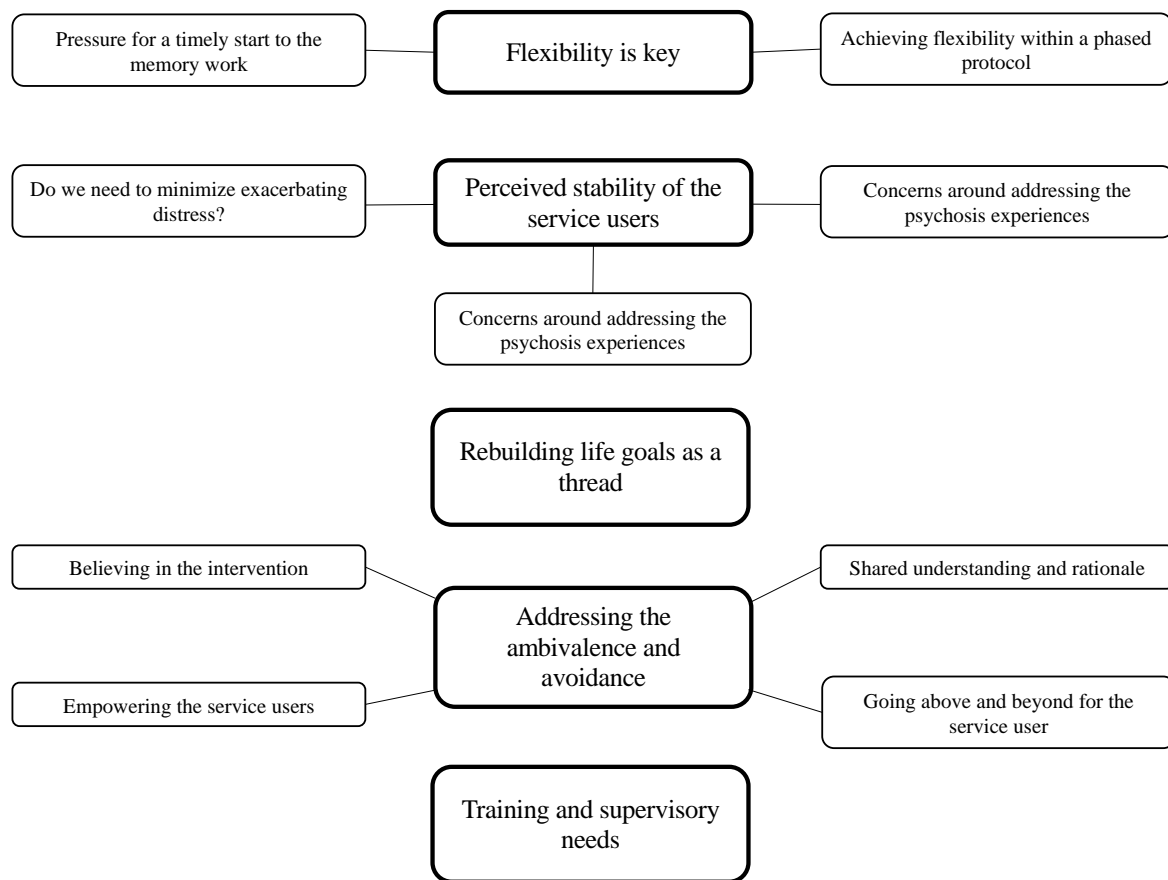 Pressure for a timely start to the
memory work
Flexibility is key
Achieving flexibility within a phased
protocol
Do we need to minimize exacerbating
distress?
Perceived stability of the
service users
Concerns around addressing the
psychosis experiences
Concerns around addressing the
psychosis experiences
Rebuilding life goals as a
thread
Believing in the intervention
Shared understanding and rationale
Addressing the
ambivalence and
avoidance
Empowering the service users
Going above and beyond for the
service user
Training and supervisory
needs